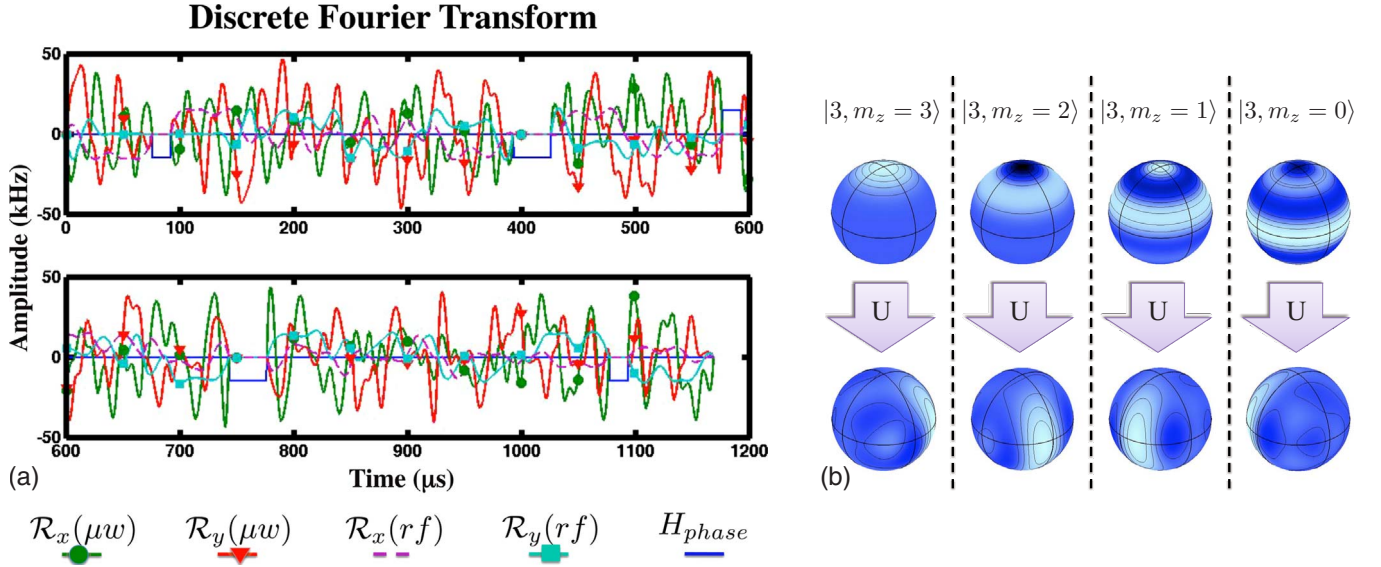 Discrete Fourier Transform
Amplitude (kHz)
50
0
-50
0 100 200 300 400 500 600
50
0
-50
600 700 800 900 1000 1100 1200
Time (μs)
(a)
R_x(μw) R_y(μw) R_x(rf) R_y(rf) H_phase
|3, m_z = 3⟩ |3, m_z = 2⟩ |3, m_z = 1⟩ |3, m_z = 0⟩
U U U U
(b)